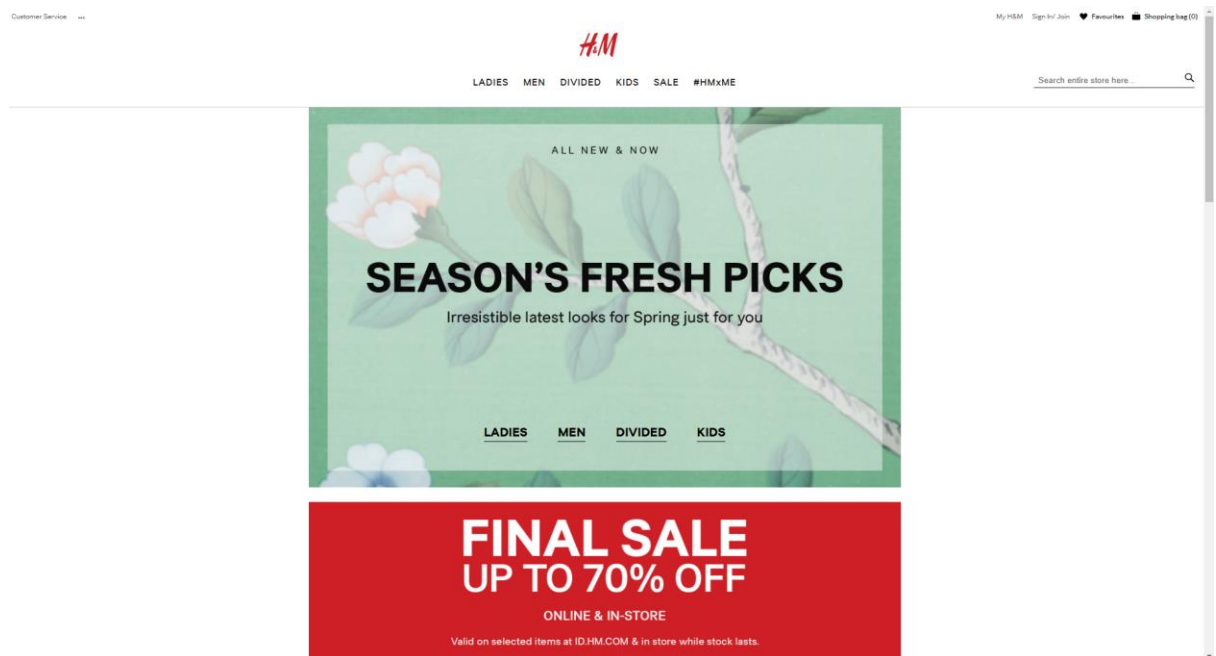 Customer Service ...
My H&M Sign In/ Join Favourites Shopping bag (0)
H&M
LADIES MEN DIVIDED KIDS SALE #HMxME
Search entire store here...
ALL NEW & NOW
SEASON'S FRESH PICKS
Irresistible latest looks for Spring just for you
LADIES MEN DIVIDED KIDS
FINAL SALE
UP TO 70% OFF
ONLINE & IN-STORE
Valid on selected items at ID.HM.COM & in store while stock lasts.